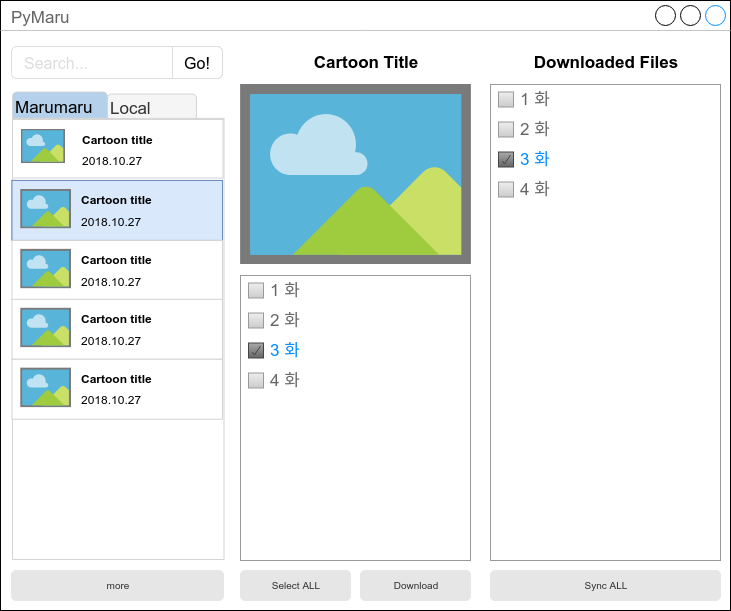 PyMaru
Search...
Go!
Marumaru
Local
Cartoon title
2018.10.27
Cartoon title
2018.10.27
Cartoon title
2018.10.27
Cartoon title
2018.10.27
Cartoon title
2018.10.27
more
Cartoon Title
1 화
2 화
3 화
4 화
Select ALL
Download
Downloaded Files
1 화
2 화
3 화
4 화
Sync ALL